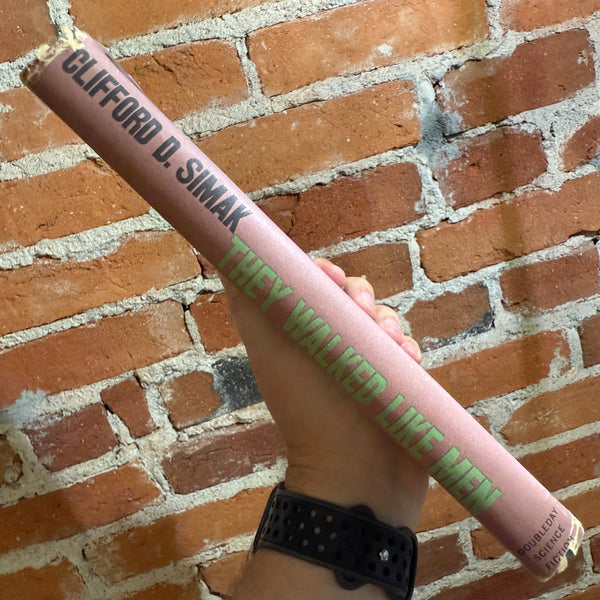 CLIFFORD D. SIMAK
THEY WALKED LIKE MEN
DOUBLEDAY
SCIENCE
FICTION